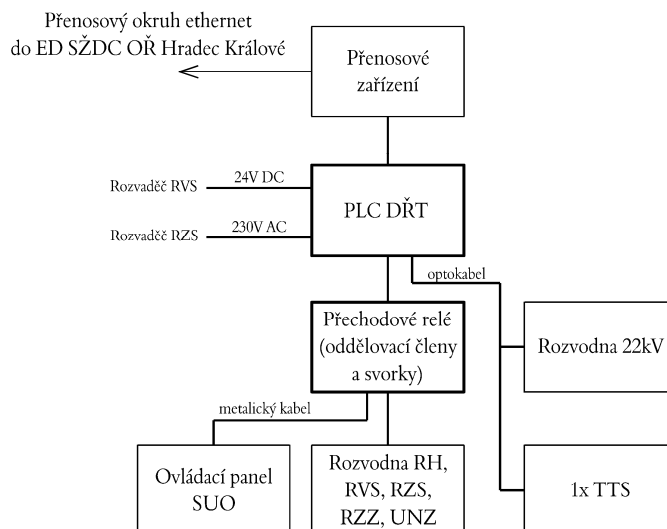 Přenosový okruh ethernet
do ED SŽDC OŘ Hradec Králové
Přenosové
zařízení
Rozvaděč RVS
24V DC
PLC DŘT
Rozvaděč RZS
230V AC
optokabel
Přechodové relé
(oddělovací členy
a svorky)
Rozvodna 22kV
metalický kabel
Ovládací panel
SUO
Rozvodna RH,
RVS, RZS,
RZZ, UNZ
1x TTS